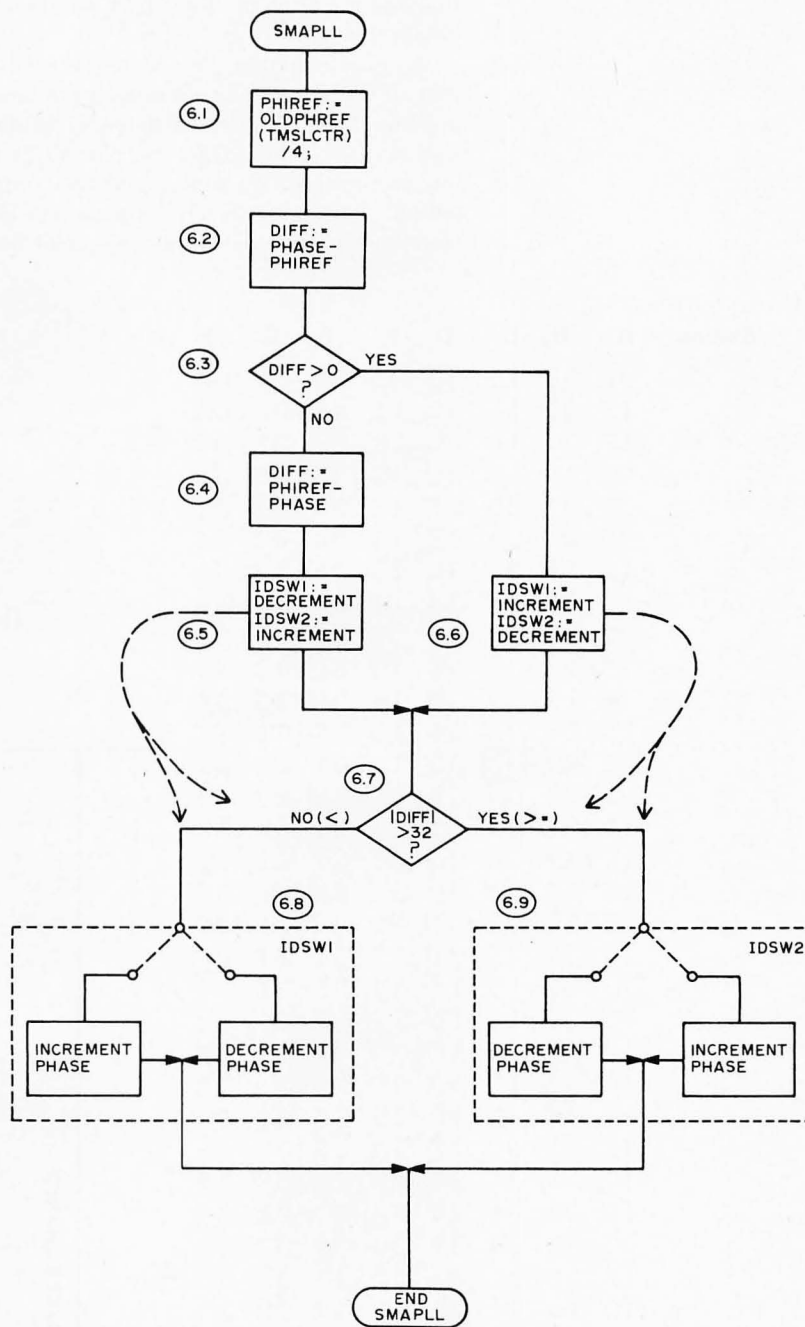 SMAPLL
6.1
PHIREF:=
OLDPHREF
(TMSLCTR)
/4;
6.2
DIFF:=
PHASE-
PHIREF
6.3
DIFF > 0
?
YES
NO
6.4
DIFF:=
PHIREF-
PHASE
6.5
IDSW1:=
DECREMENT
IDSW2:=
INCREMENT
6.6
IDSW1:=
INCREMENT
IDSW2:=
DECREMENT
6.7
NO(<)
|DIFF|
>32
?
YES(>=)
6.8
IDSW1
INCREMENT
PHASE
DECREMENT
PHASE
6.9
IDSW2
DECREMENT
PHASE
INCREMENT
PHASE
END
SMAPLL